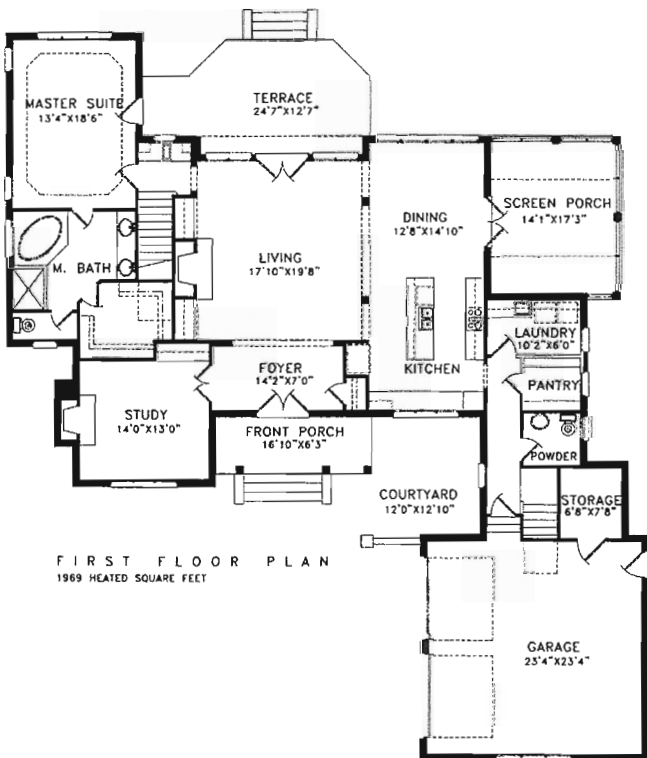 MASTER SUITE
13'4"X18'6"
TERRACE
24'7"X12'7"
SCREEN PORCH
14'1"X17'3"
DINING
12'8"X14'10"
LIVING
17'10"X19'8"
M. BATH
LAUNDRY
10'2"X6'0"
KITCHEN
FOYER
14'2"X7'0"
PANTRY
STUDY
14'0"X13'0"
FRONT PORCH
16'10"X6'3"
POWDER
COURTYARD
12'0"X12'10"
STORAGE
6'8"X7'8"
FIRST FLOOR PLAN
1969 HEATED SQUARE FEET
GARAGE
23'4"X23'4"